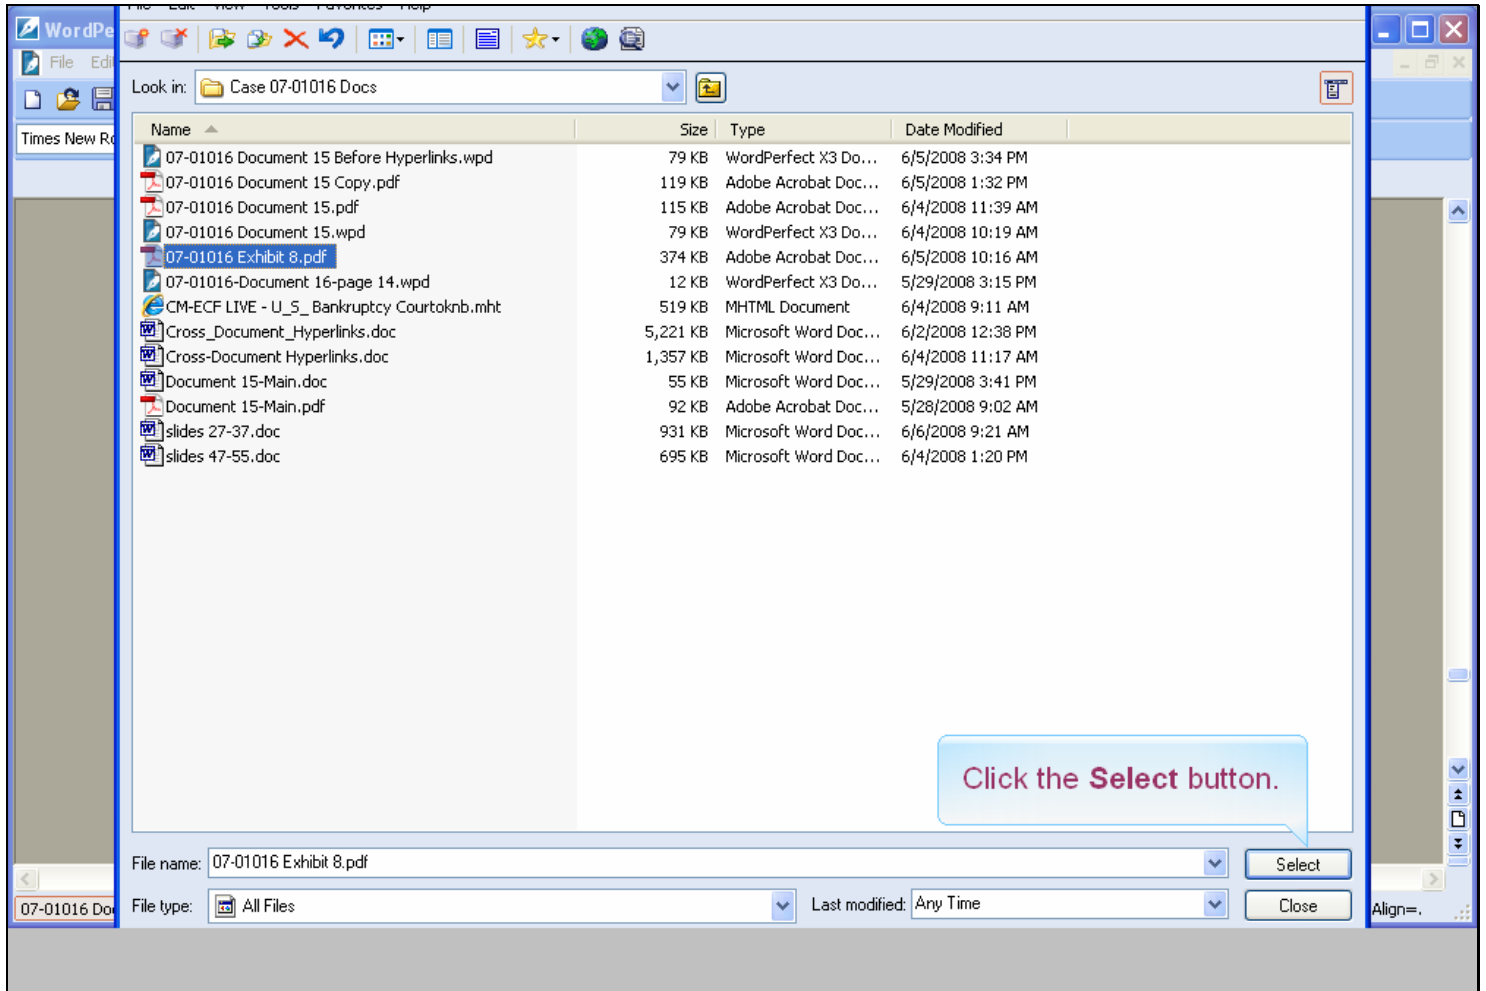 File Edit View Tools Favorites Help
WordPe
File Edi
Look in: Case 07-01016 Docs
Times New Ro
Name Size Type Date Modified
07-01016 Document 15 Before Hyperlinks.wpd 79 KB WordPerfect X3 Do... 6/5/2008 3:34 PM
07-01016 Document 15 Copy.pdf 119 KB Adobe Acrobat Doc... 6/5/2008 1:32 PM
07-01016 Document 15.pdf 115 KB Adobe Acrobat Doc... 6/4/2008 11:39 AM
07-01016 Document 15.wpd 79 KB WordPerfect X3 Do... 6/4/2008 10:19 AM
07-01016 Exhibit 8.pdf 374 KB Adobe Acrobat Doc... 6/5/2008 10:16 AM
07-01016-Document 16-page 14.wpd 12 KB WordPerfect X3 Do... 5/29/2008 3:15 PM
CM-ECF LIVE - U_S_ Bankruptcy Courtoknb.mht 519 KB MHTML Document 6/4/2008 9:11 AM
Cross_Document_Hyperlinks.doc 5,221 KB Microsoft Word Doc... 6/2/2008 12:38 PM
Cross-Document Hyperlinks.doc 1,357 KB Microsoft Word Doc... 6/4/2008 11:17 AM
Document 15-Main.doc 55 KB Microsoft Word Doc... 5/29/2008 3:41 PM
Document 15-Main.pdf 92 KB Adobe Acrobat Doc... 5/28/2008 9:02 AM
slides 27-37.doc 931 KB Microsoft Word Doc... 6/6/2008 9:21 AM
slides 47-55.doc 695 KB Microsoft Word Doc... 6/4/2008 1:20 PM
Click the Select button.
File name: 07-01016 Exhibit 8.pdf Select
07-01016 Do File type: All Files Last modified: Any Time Close Align=.